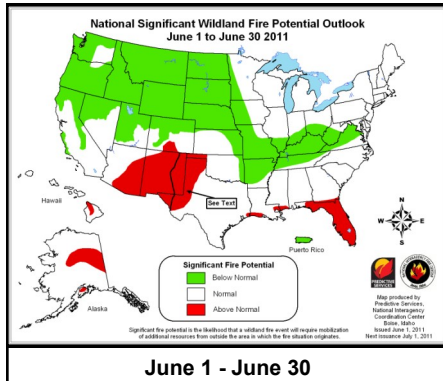 National Significant Wildland Fire Potential Outlook
June 1 to June 30 2011
See Text
Hawaii
Alaska
Puerto Rico
N
W
E
S
Significant Fire Potential
Below Normal
Normal
Above Normal
PREDICTIVE
SERVICES
Map produced by
Predictive Services,
National Interagency
Coordination Center
Boise, Idaho
Issued June 1, 2011
Next issuance July 1, 2011
Significant fire potential is the likelihood that a wildland fire event will require mobilization
of additional resources from outside the area in which the fire situation originates.
June 1 - June 30